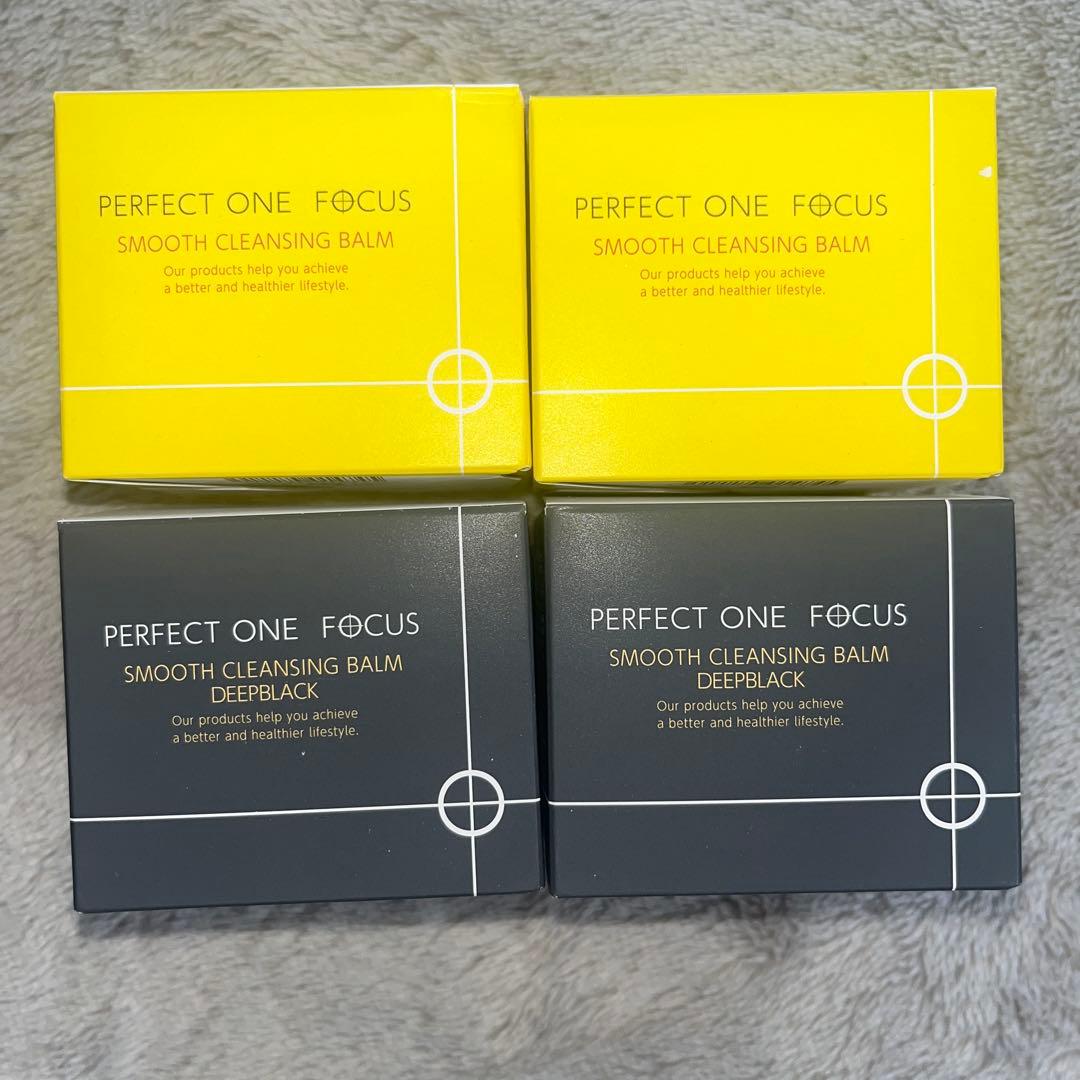 PERFECT ONE FOCUS
SMOOTH CLEANSING BALM
Our products help you achieve
a better and healthier lifestyle.
PERFECT ONE FOCUS
SMOOTH CLEANSING BALM
Our products help you achieve
a better and healthier lifestyle.
PERFECT ONE FOCUS
SMOOTH CLEANSING BALM
DEEPBLACK
Our products help you achieve
a better and healthier lifestyle.
PERFECT ONE FOCUS
SMOOTH CLEANSING BALM
DEEPBLACK
Our products help you achieve
a better and healthier lifestyle.